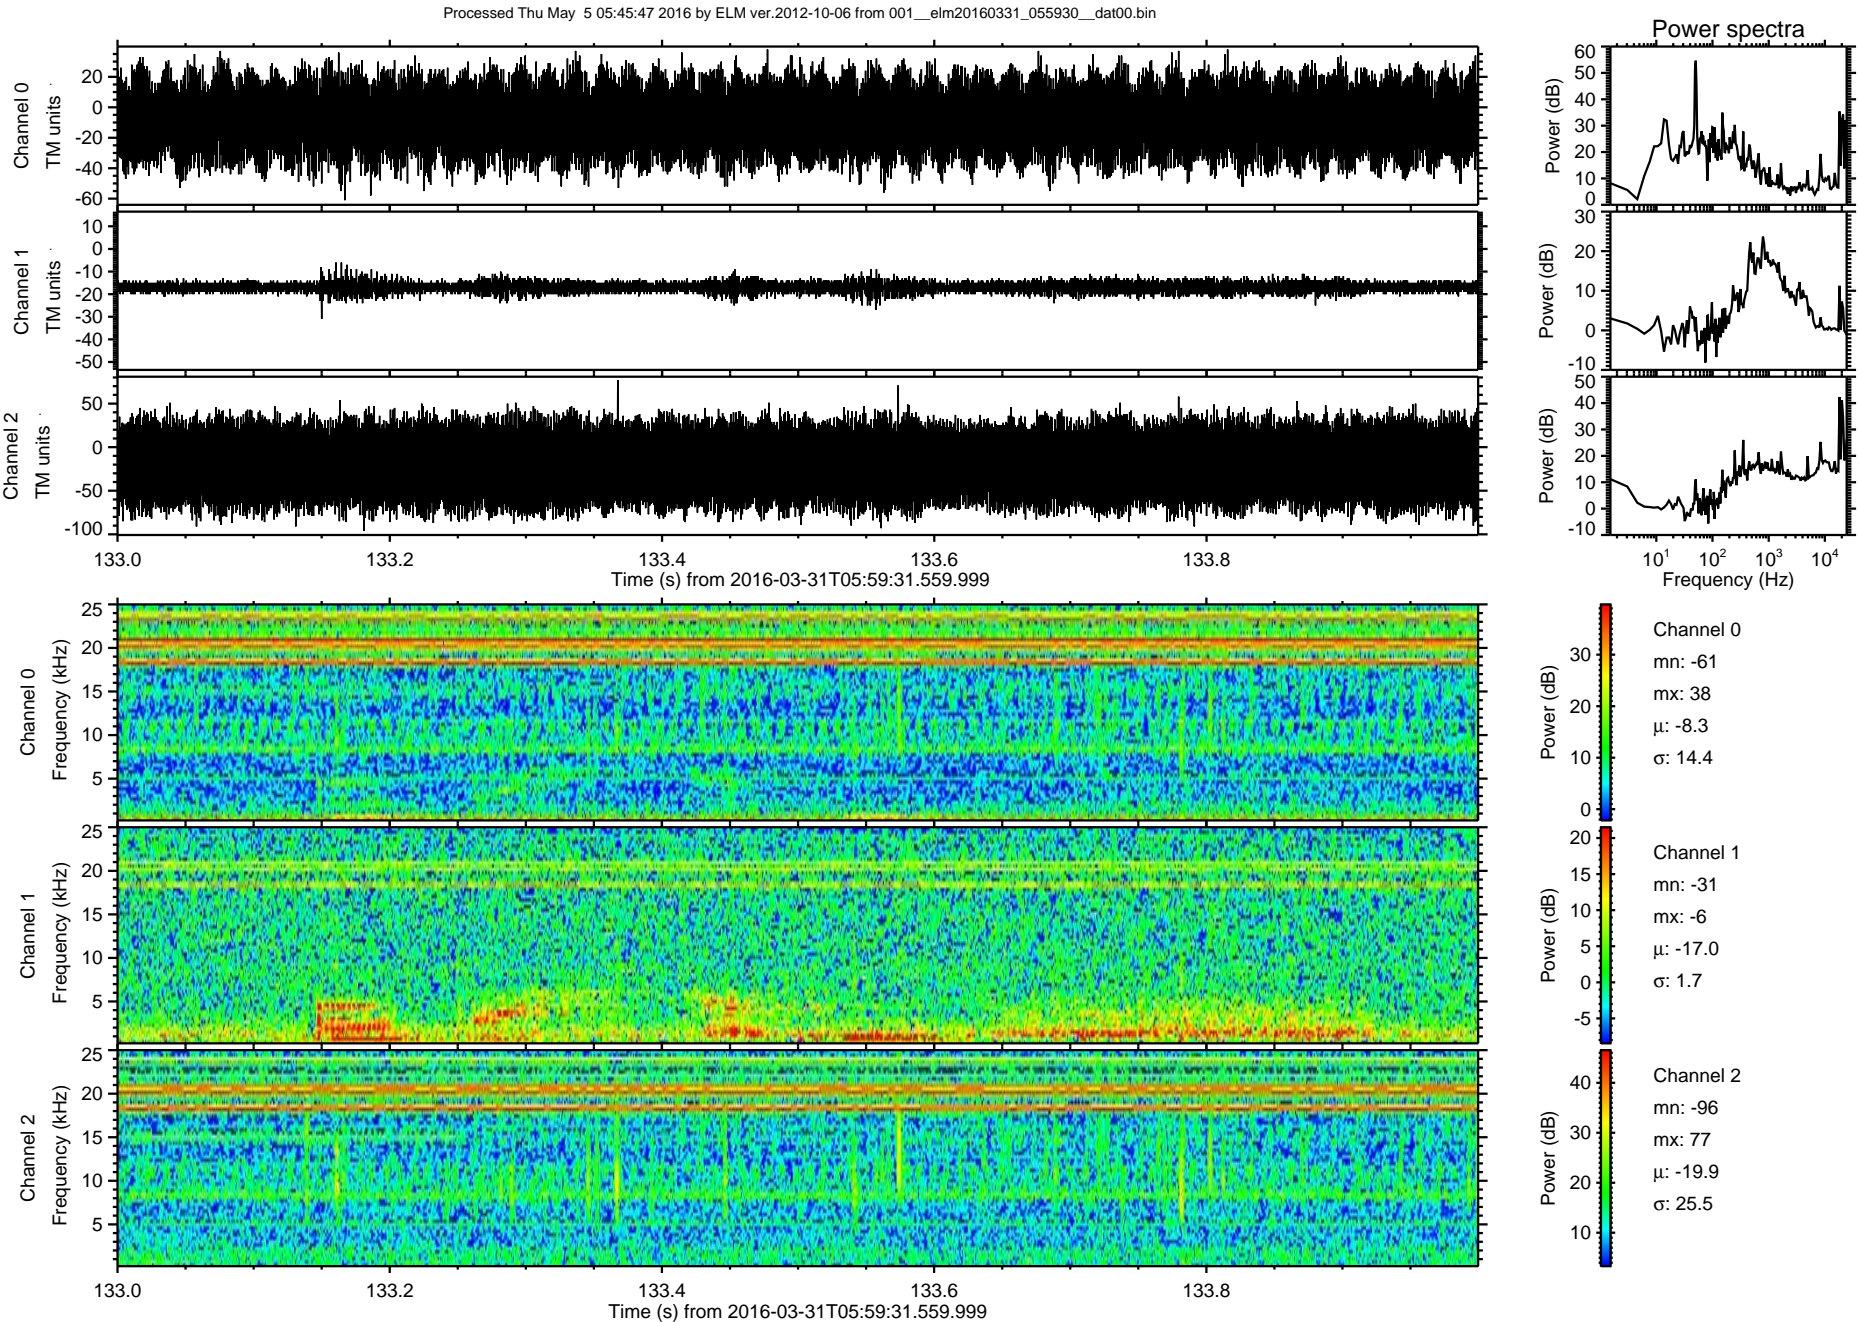 Processed Thu May  5 05:45:47 2016 by ELM ver.2012-10-06 from 001__elm20160331_055930__dat00.bin
Power spectra
Channel 0
TM units
20
0
-20
-40
-60
Power (dB)
60
50
40
30
20
10
0
Channel 1
TM units
10
0
-10
-20
-30
-40
-50
Power (dB)
30
20
10
0
-10
Channel 2
TM units
50
0
-50
-100
Power (dB)
50
40
30
20
10
0
-10
133.0 133.2 133.4 133.6 133.8
Time (s) from 2016-03-31T05:59:31.559.999
10^1 10^2 10^3 10^4
Frequency (Hz)
Channel 0
Frequency (kHz)
25
20
15
10
5
Power (dB)
30
20
10
0
Channel 0
mn: -61
mx: 38
μ: -8.3
σ: 14.4
Channel 1
Frequency (kHz)
25
20
15
10
5
Power (dB)
20
15
10
5
0
-5
Channel 1
mn: -31
mx: -6
μ: -17.0
σ: 1.7
Channel 2
Frequency (kHz)
25
20
15
10
5
Power (dB)
40
30
20
10
Channel 2
mn: -96
mx: 77
μ: -19.9
σ: 25.5
133.0 133.2 133.4 133.6 133.8
Time (s) from 2016-03-31T05:59:31.559.999